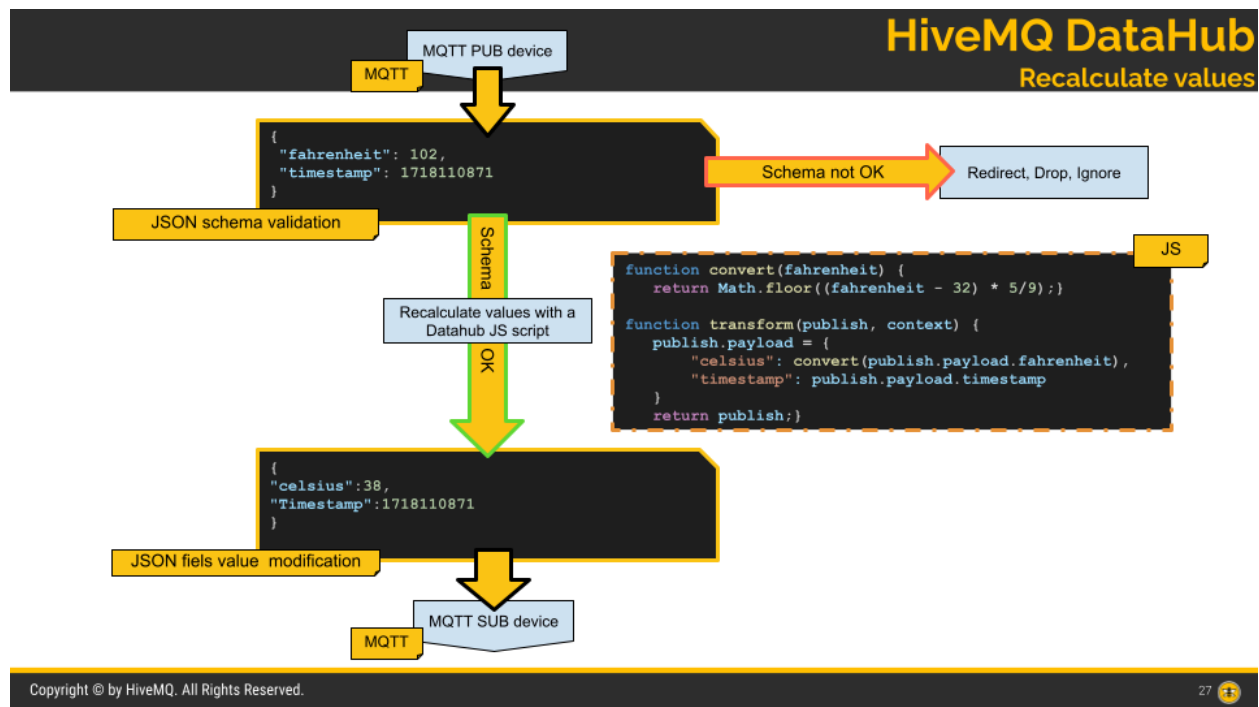 HiveMQ DataHub
Recalculate values
MQTT PUB device
MQTT
{
"fahrenheit": 102,
"timestamp": 1718110871
}
JSON schema validation
Schema not OK
Redirect, Drop, Ignore
Schema
OK
Recalculate values with a
Datahub JS script
JS
function convert(fahrenheit) {
return Math.floor((fahrenheit - 32) * 5/9);}
function transform(publish, context) {
publish.payload = {
"celsius": convert(publish.payload.fahrenheit),
"timestamp": publish.payload.timestamp
}
return publish;}
{
"celsius":38,
"Timestamp":1718110871
}
JSON fiels value modification
MQTT SUB device
MQTT
Copyright © by HiveMQ. All Rights Reserved.
27